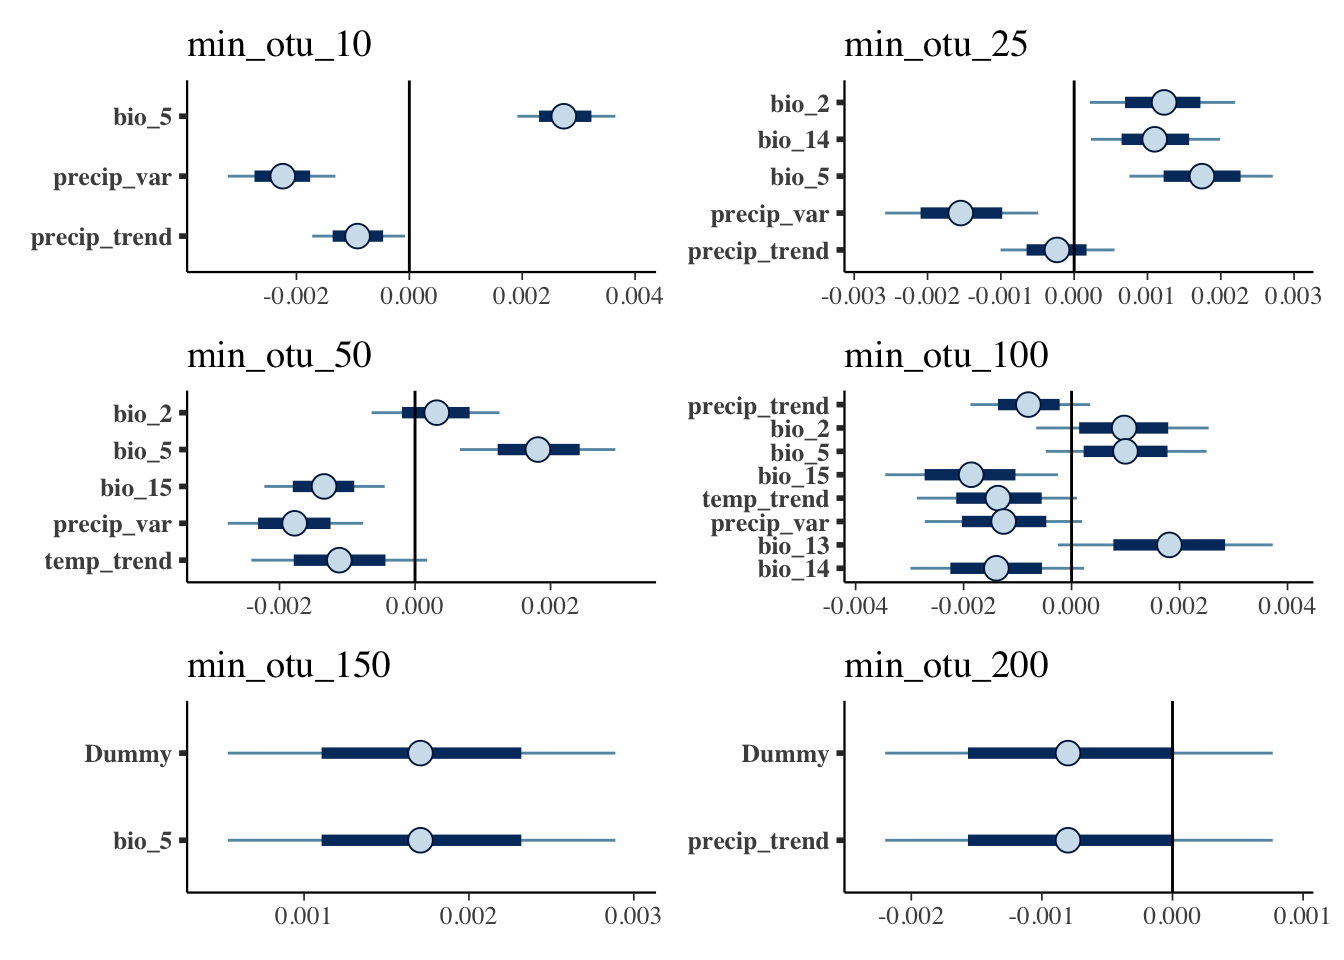 min_otu_10
bio_5
precip_var
precip_trend
-0.002 0.000 0.002 0.004
min_otu_25
bio_2
bio_14
bio_5
precip_var
precip_trend
-0.003 -0.002 -0.001 0.000 0.001 0.002 0.003
min_otu_50
bio_2
bio_5
bio_15
precip_var
temp_trend
-0.002 0.000 0.002
min_otu_100
precip_trend
bio_2
bio_5
bio_15
temp_trend
precip_var
bio_13
bio_14
-0.004 -0.002 0.000 0.002 0.004
min_otu_150
Dummy
bio_5
0.001 0.002 0.003
min_otu_200
Dummy
precip_trend
-0.002 -0.001 0.000 0.001